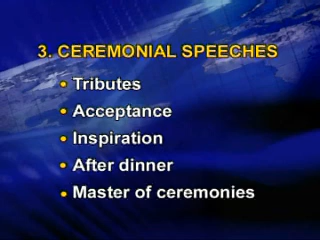 3. CEREMONIAL SPEECHES
• Tributes
• Acceptance
• Inspiration
• After dinner
• Master of ceremonies